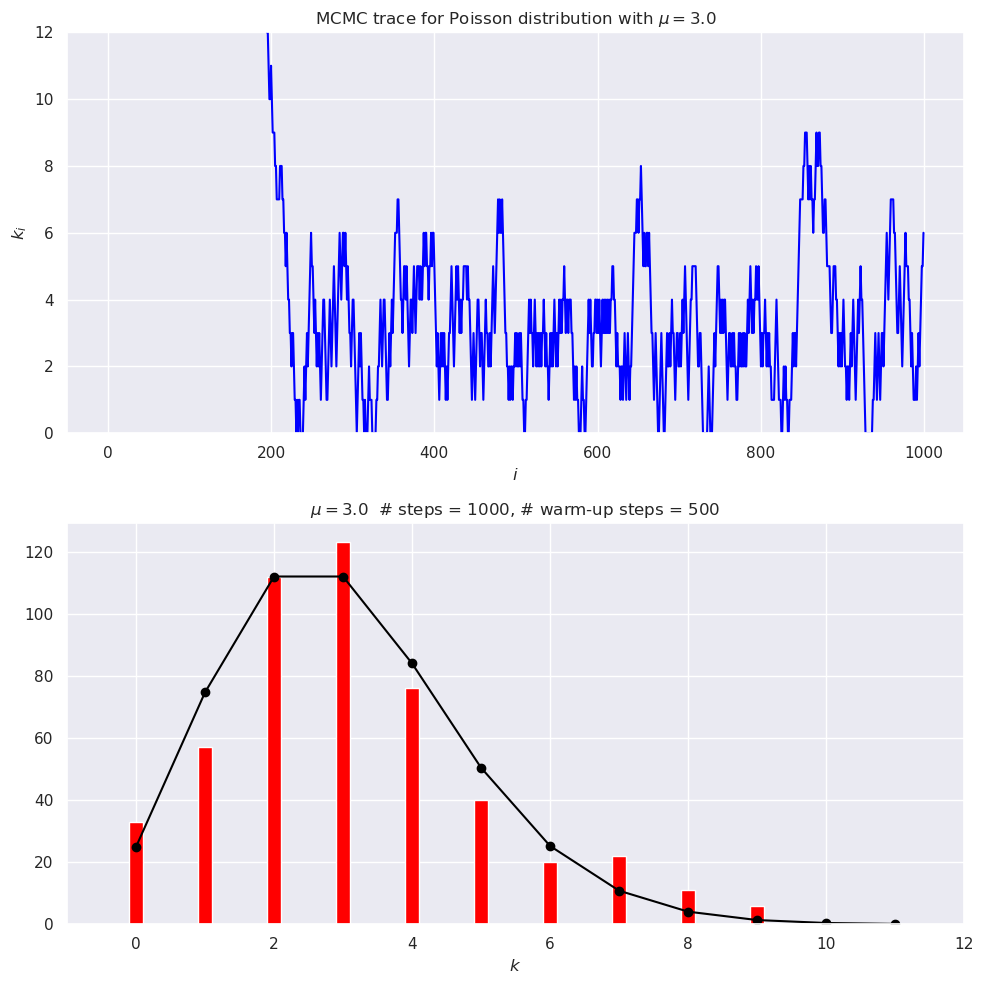 MCMC trace for Poisson distribution with μ = 3.0
12
10
8
6
4
2
0
k_i
0 200 400 600 800 1000
i
μ = 3.0 # steps = 1000, # warm-up steps = 500
120
100
80
60
40
20
0
0 2 4 6 8 10 12
k